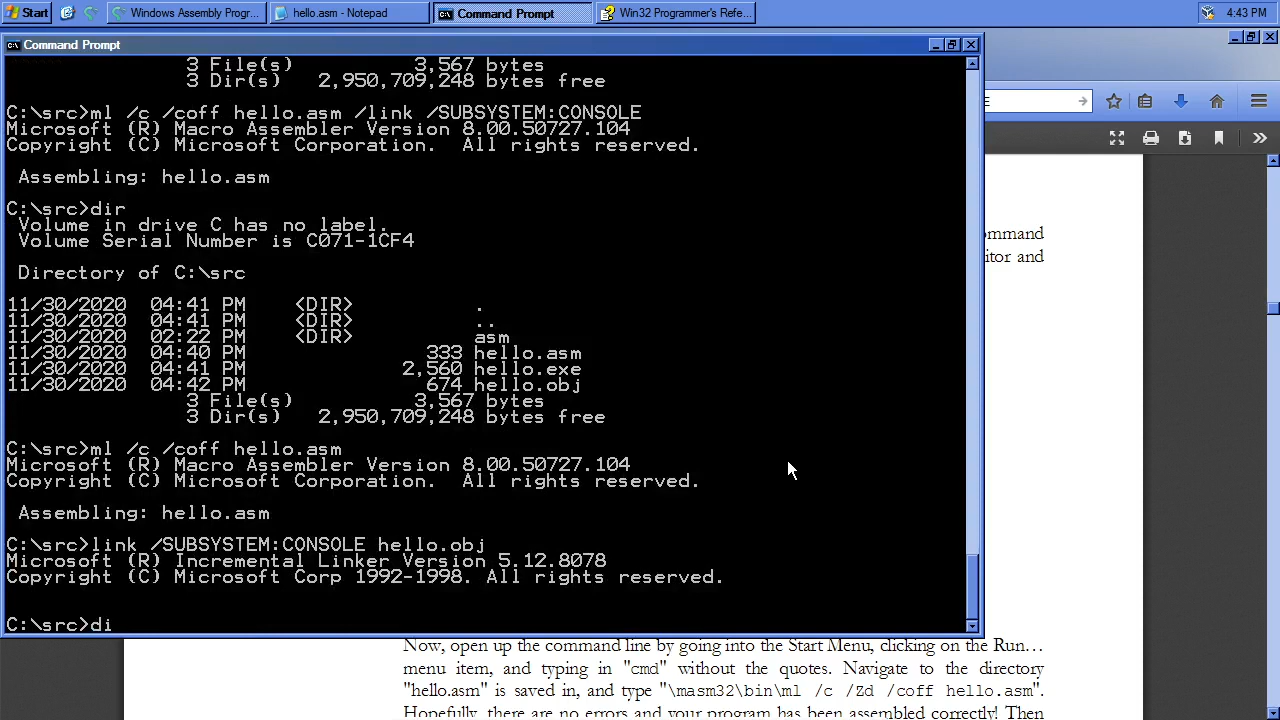 Start
Windows Assembly Progr...
hello.asm - Notepad
Command Prompt
Win32 Programmer's Refe...
4:43 PM
Command Prompt
3 File(s) 3,567 bytes
3 Dir(s) 2,950,709,248 bytes free
C:\src>ml /c /coff hello.asm /link /SUBSYSTEM:CONSOLE
Microsoft (R) Macro Assembler Version 8.00.50727.104
Copyright (C) Microsoft Corporation. All rights reserved.
Assembling: hello.asm
C:\src>dir
Volume in drive C has no label.
Volume Serial Number is C071-1CF4
Directory of C:\src
11/30/2020 04:41 PM <DIR> .
11/30/2020 04:41 PM <DIR> ..
11/30/2020 02:22 PM <DIR> asm
11/30/2020 04:40 PM 333 hello.asm
11/30/2020 04:41 PM 2,560 hello.exe
11/30/2020 04:42 PM 674 hello.obj
3 File(s) 3,567 bytes
3 Dir(s) 2,950,709,248 bytes free
C:\src>ml /c /coff hello.asm
Microsoft (R) Macro Assembler Version 8.00.50727.104
Copyright (C) Microsoft Corporation. All rights reserved.
Assembling: hello.asm
C:\src>link /SUBSYSTEM:CONSOLE hello.obj
Microsoft (R) Incremental Linker Version 5.12.8078
Copyright (C) Microsoft Corp 1992-1998. All rights reserved.
C:\src>di
E
ommand
itor and
Now, open up the command line by going into the Start Menu, clicking on the Run…
menu item, and typing in "cmd" without the quotes. Navigate to the directory
"hello.asm" is saved in, and type "\masm32\bin\ml /c /Zd /coff hello.asm".
Hopefully, there are no errors and your program has been assembled correctly! Then